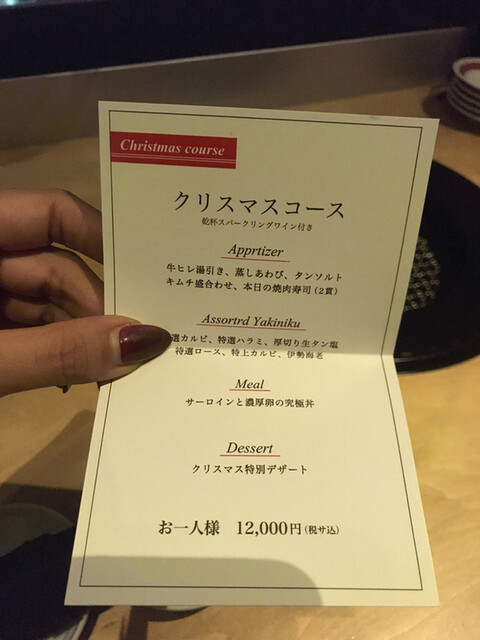 Christmas course
クリスマスコース
乾杯スパークリングワイン付き
Apprtizer
牛ヒレ湯引き、蒸しあわび、タンソルト
キムチ盛合わせ、本日の焼肉寿司(2貫)
Assortrd Yakiniku
選カルビ、特選ハラミ、厚切り生タン塩
特選ロース、特上カルビ、伊勢海老
Meal
サーロインと濃厚卵の究極丼
Dessert
クリスマス特別デザート
お一人様 12,000円(税サ込)